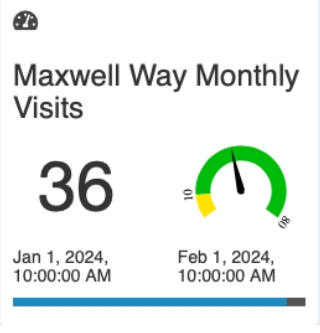 Maxwell Way Monthly
Visits
36
10
80
Jan 1, 2024,
10:00:00 AM
Feb 1, 2024,
10:00:00 AM